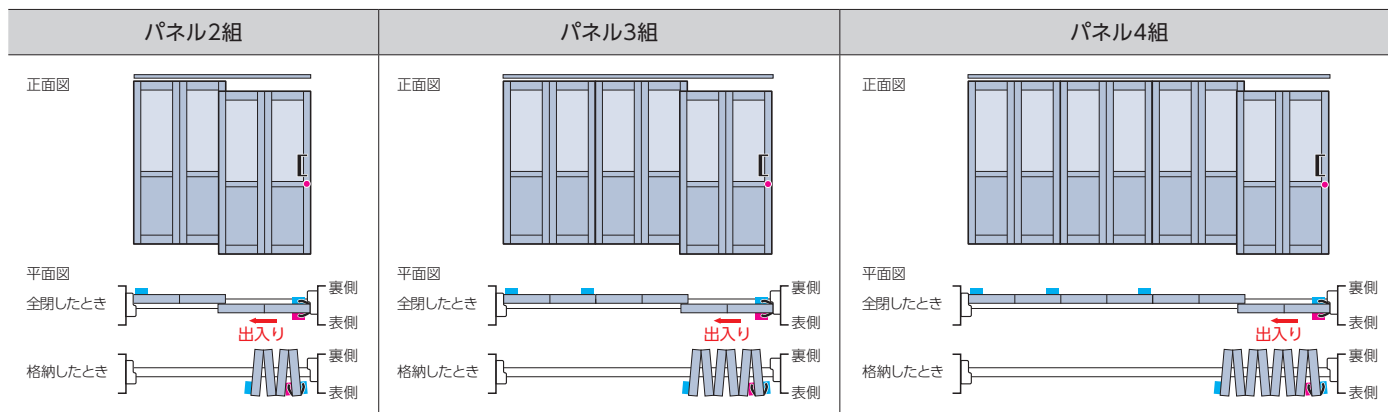 パネル2組
正面図
平面図
全閉したとき
裏側
表側
出入り
格納したとき
裏側
表側
パネル3組
正面図
平面図
全閉したとき
裏側
表側
出入り
格納したとき
裏側
表側
パネル4組
正面図
平面図
全閉したとき
裏側
表側
出入り
格納したとき
裏側
表側